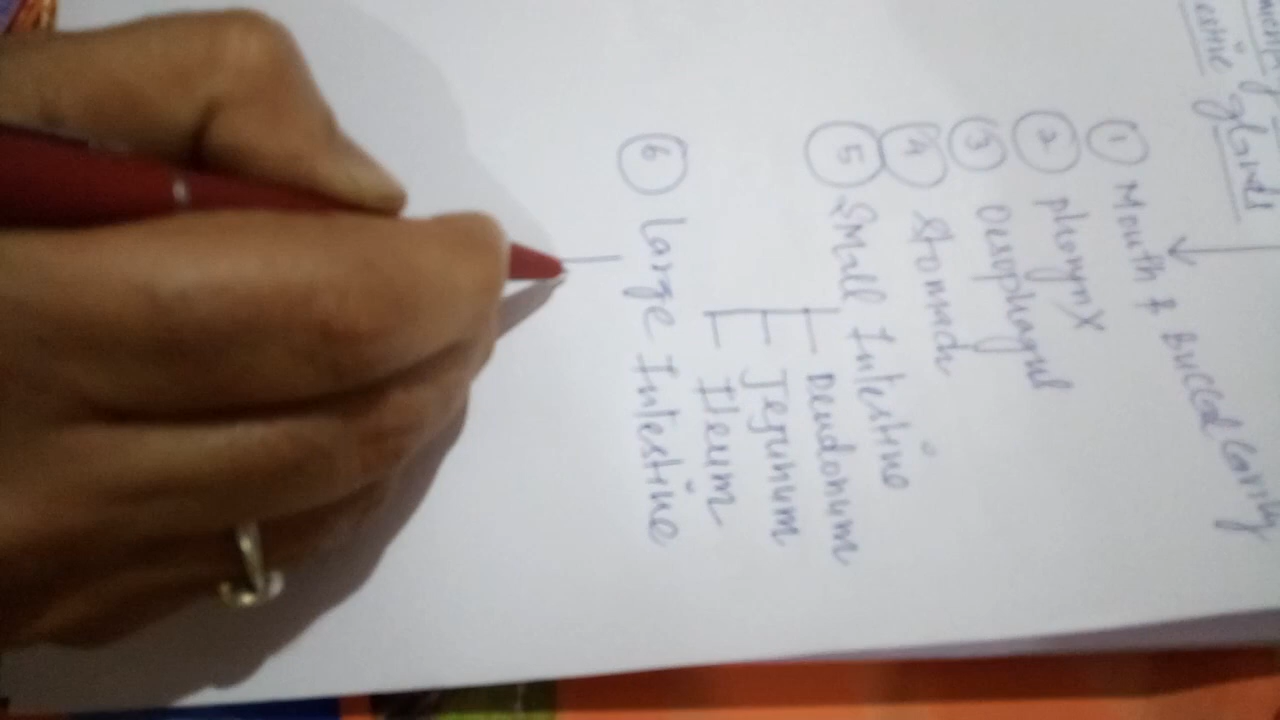 glands
① Mouth & Buccal Cavity
② pharynx
③ Oesophagus
④ Stomach
⑤ Small Intestine
Deudonum
Jejunum
Ileum
⑥ Large Intestine